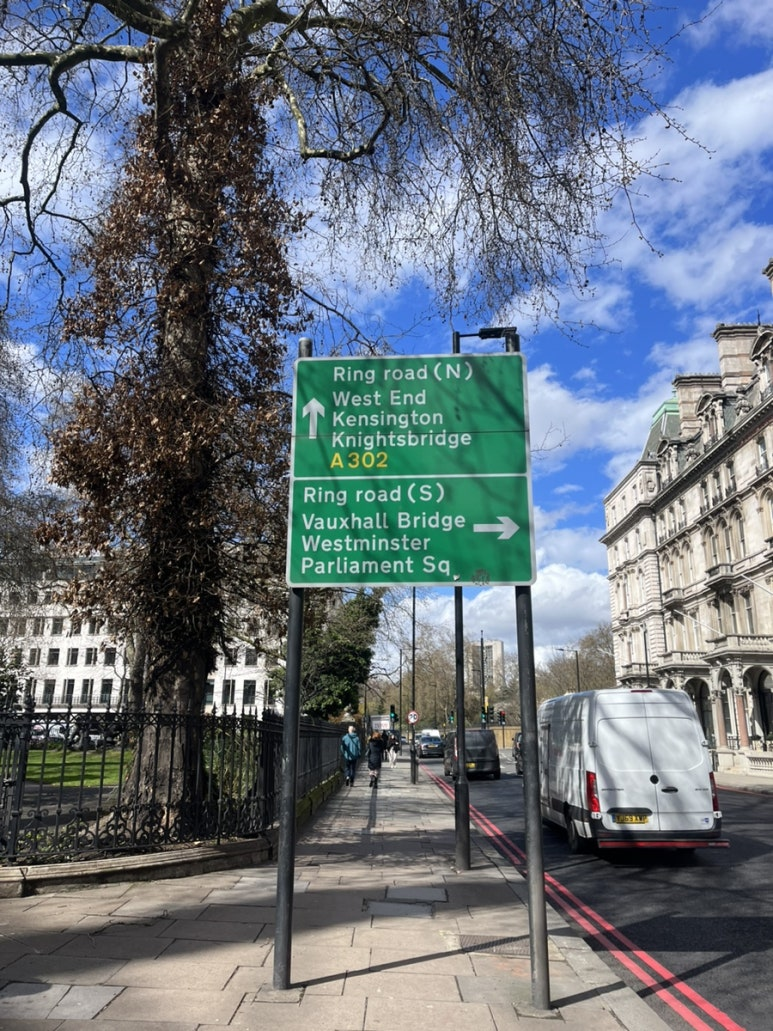 Ring road (N)
West End
Kensington
Knightsbridge
A302
Ring road (S)
Vauxhall Bridge
Westminster
Parliament Sq